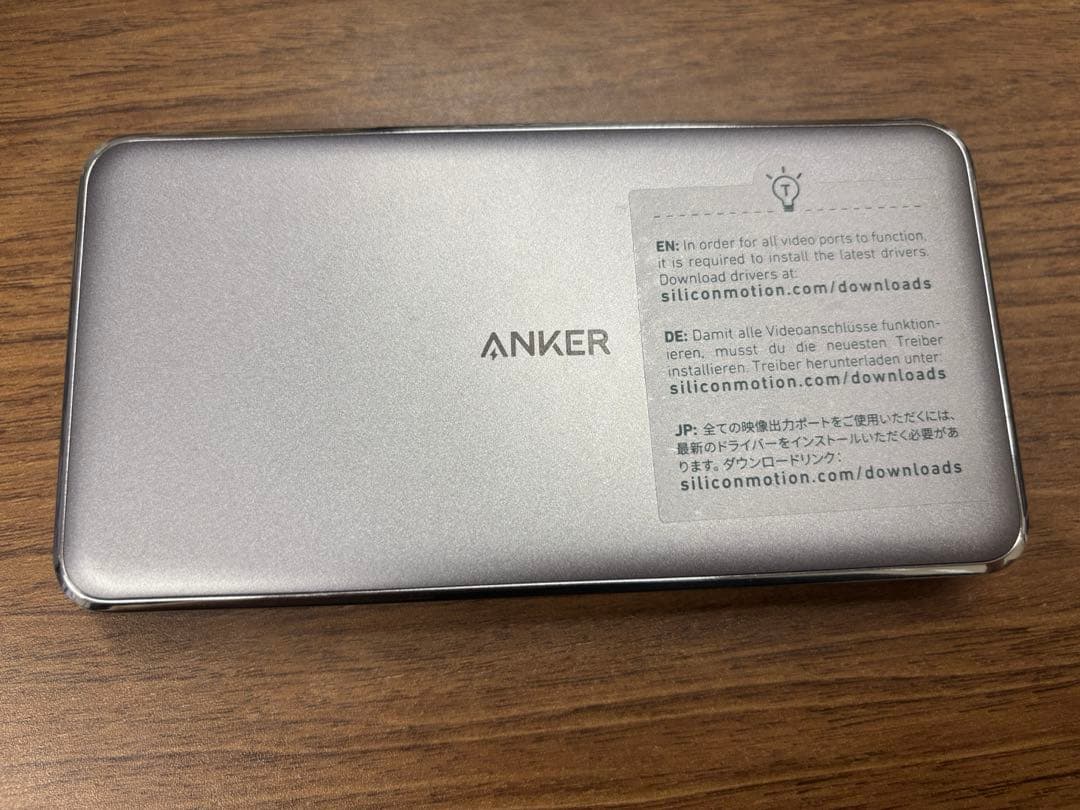 ANKER
T
EN: In order for all video ports to function,
it is required to install the latest drivers.
Download drivers at:
siliconmotion.com/downloads
DE: Damit alle Videoanschlüsse funktion-
ieren, musst du die neuesten Treiber
installieren. Treiber herunterladen unter:
siliconmotion.com/downloads
JP: 全ての映像出力ポートをご使用いただくには、
最新のドライバーをインストールいただく必要があ
ります。ダウンロードリンク:
siliconmotion.com/downloads